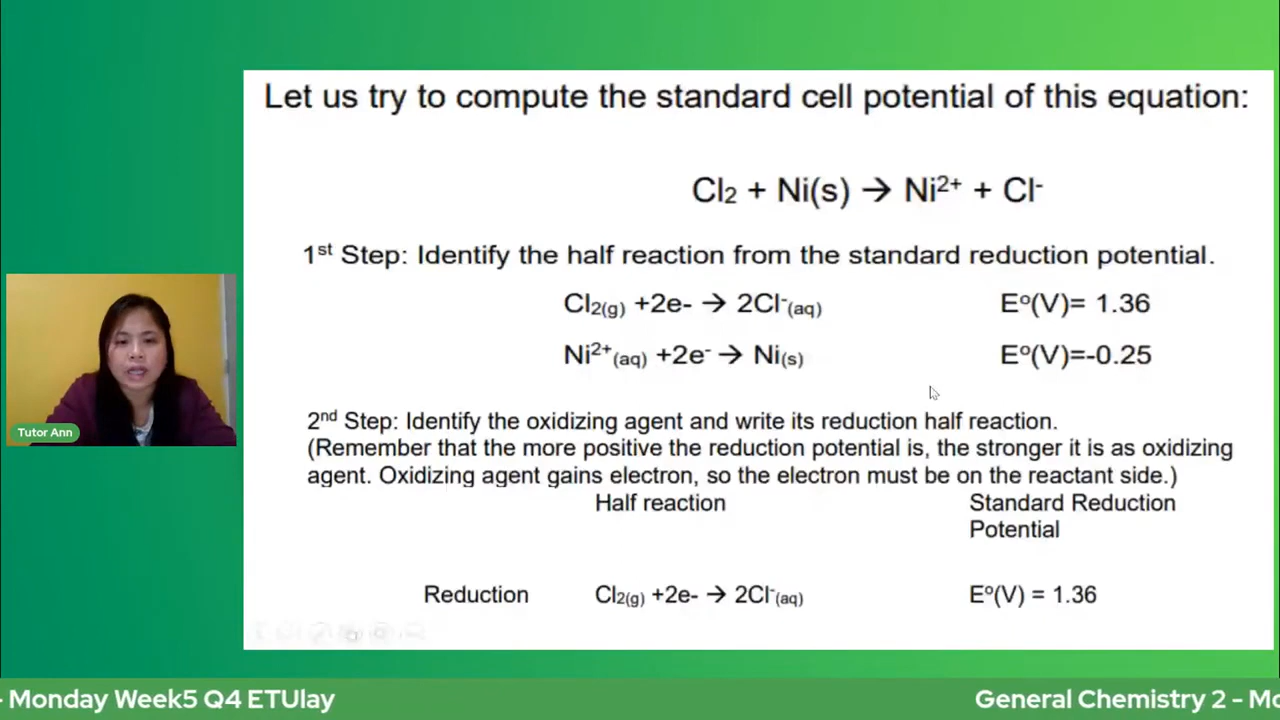 Let us try to compute the standard cell potential of this equation:
Cl₂ + Ni(s) → Ni²⁺ + Cl⁻
1ˢᵗ Step: Identify the half reaction from the standard reduction potential.
Cl₂(g) +2e- → 2Cl⁻(aq) Eº(V)= 1.36
Ni²⁺(aq) +2e⁻ → Ni(s) Eº(V)=-0.25
2ⁿᵈ Step: Identify the oxidizing agent and write its reduction half reaction.
(Remember that the more positive the reduction potential is, the stronger it is as oxidizing
agent. Oxidizing agent gains electron, so the electron must be on the reactant side.)
Half reaction Standard Reduction
Potential
Reduction Cl₂(g) +2e- → 2Cl⁻(aq) Eº(V) = 1.36
Tutor Ann
- Monday Week5 Q4 ETUlay
General Chemistry 2 - Mo